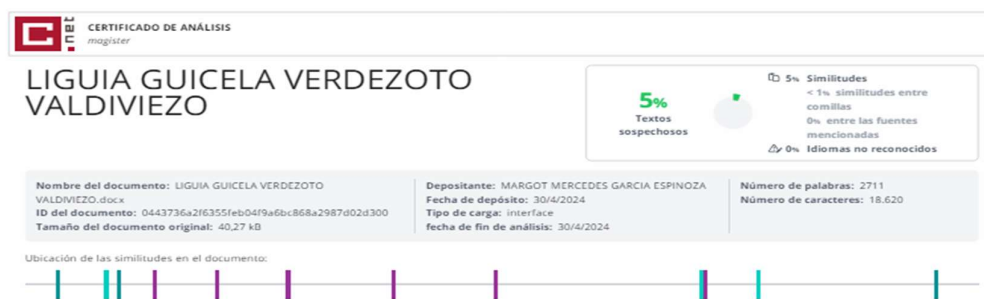 C .net
CERTIFICADO DE ANÁLISIS
magister
LIGUIA GUICELA VERDEZOTO
VALDIVIEZO
5%
Textos
sospechosos
5% Similitudes
< 1% similitudes entre
comillas
0% entre las fuentes
mencionadas
0% Idiomas no reconocidos
Nombre del documento: LIGUIA GUICELA VERDEZOTO
VALDIVIEZO.docx
ID del documento: 0443736a2f6355feb04f9a6bc868a2987d02d300
Tamaño del documento original: 40,27 kB
Depositante: MARGOT MERCEDES GARCIA ESPINOZA
Fecha de depósito: 30/4/2024
Tipo de carga: interface
fecha de fin de análisis: 30/4/2024
Número de palabras: 2711
Número de caracteres: 18.620
Ubicación de las similitudes en el documento: